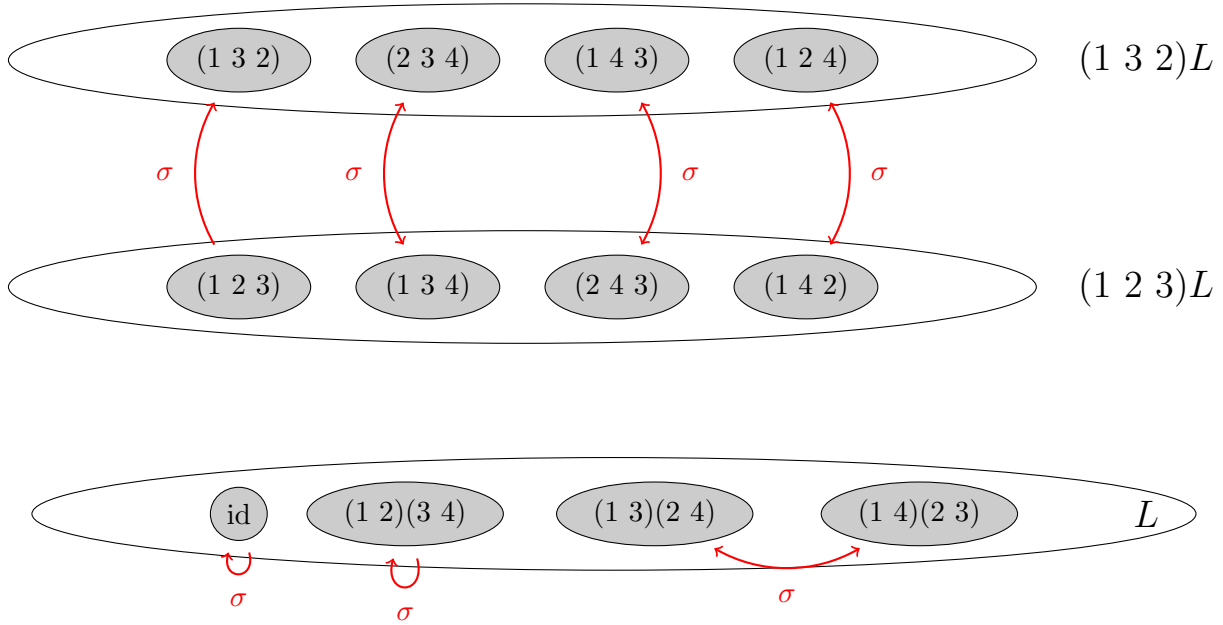 (1 3 2) (2 3 4) (1 4 3) (1 2 4) (1 3 2)L
σ σ σ σ
(1 2 3) (1 3 4) (2 4 3) (1 4 2) (1 2 3)L
id (1 2)(3 4) (1 3)(2 4) (1 4)(2 3) L
σ σ σ